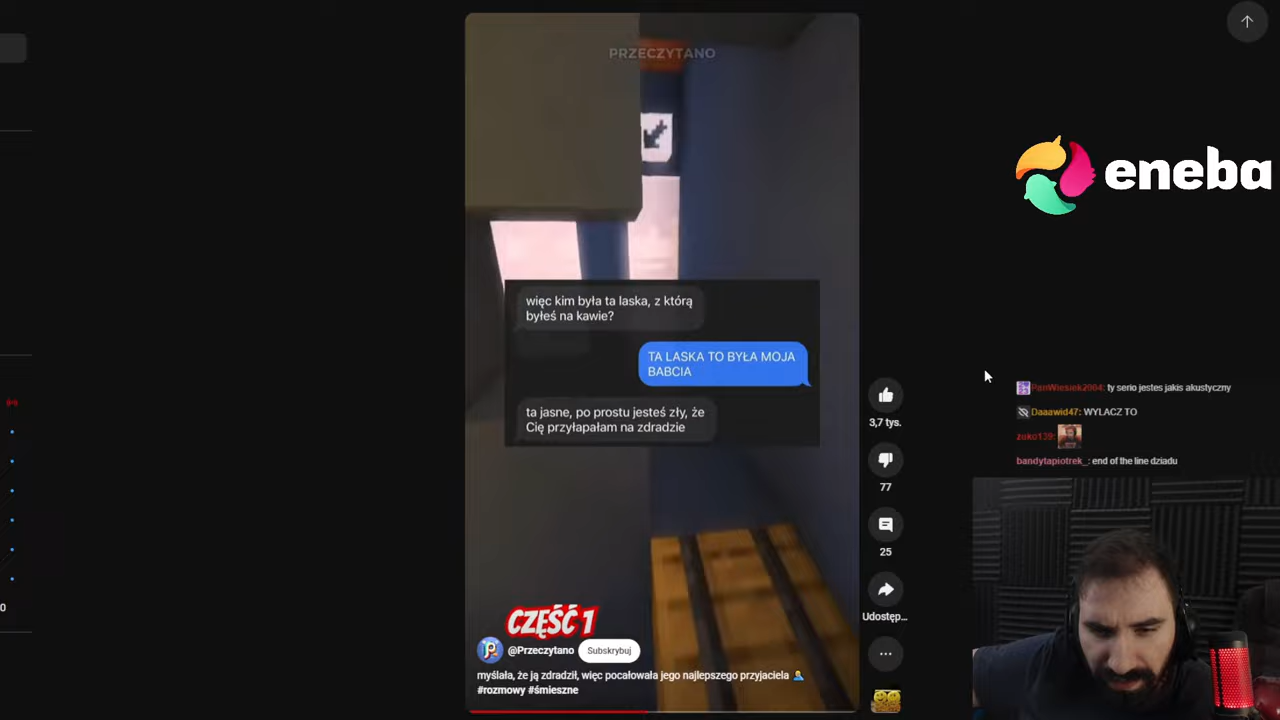 PRZECZYTANO
eneba
więc kim była ta laska, z którą
byłeś na kawie?
TA LASKA TO BYŁA MOJA
BABCIA
ta jasne, po prostu jesteś zły, że
Cię przyłapałam na zdradzie
3,7 tys.
77
25
Udostęp...
PanWiesiek2904: ty serio jestes jakis akustyczny
Daaawid47: WYLACZ TO
zuko139:
bandytapiotrek_: end of the line dziadu
CZĘŚĆ 1
@Przeczytano Subskrybuj
myślała, że ją zdradził, więc pocałowała jego najlepszego przyjaciela
#rozmowy #śmieszne
0